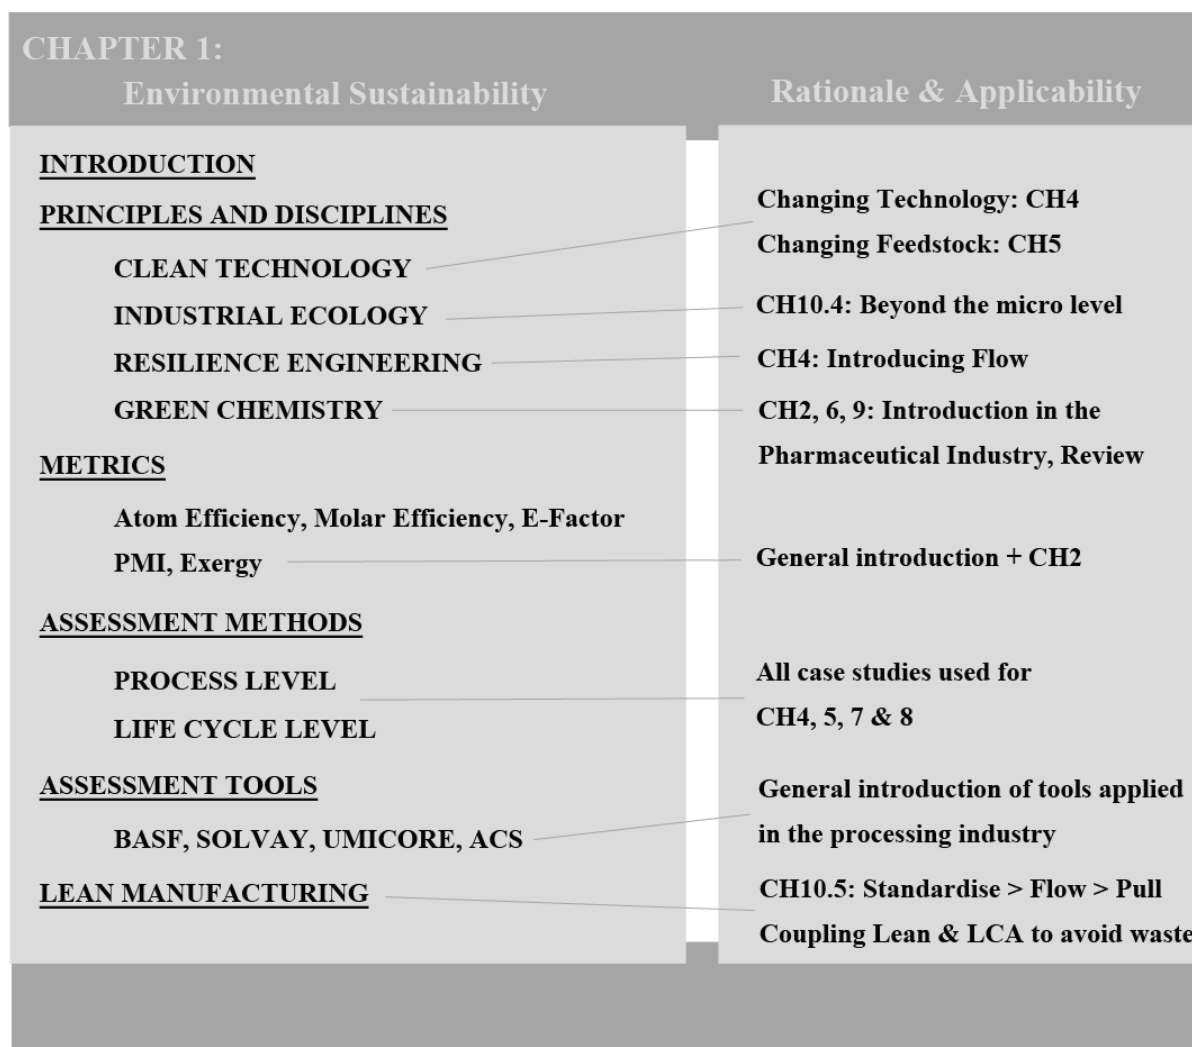 CHAPTER 1:
Environmental Sustainability
Rationale & Applicability
INTRODUCTION
PRINCIPLES AND DISCIPLINES
CLEAN TECHNOLOGY
INDUSTRIAL ECOLOGY
RESILIENCE ENGINEERING
GREEN CHEMISTRY
METRICS
Atom Efficiency, Molar Efficiency, E-Factor
PMI, Exergy
ASSESSMENT METHODS
PROCESS LEVEL
LIFE CYCLE LEVEL
ASSESSMENT TOOLS
BASF, SOLVAY, UMICORE, ACS
LEAN MANUFACTURING
Changing Technology: CH4
Changing Feedstock: CH5
CH10.4: Beyond the micro level
CH4: Introducing Flow
CH2, 6, 9: Introduction in the
Pharmaceutical Industry, Review
General introduction + CH2
All case studies used for
CH4, 5, 7 & 8
General introduction of tools applied
in the processing industry
CH10.5: Standardise > Flow > Pull
Coupling Lean & LCA to avoid waste